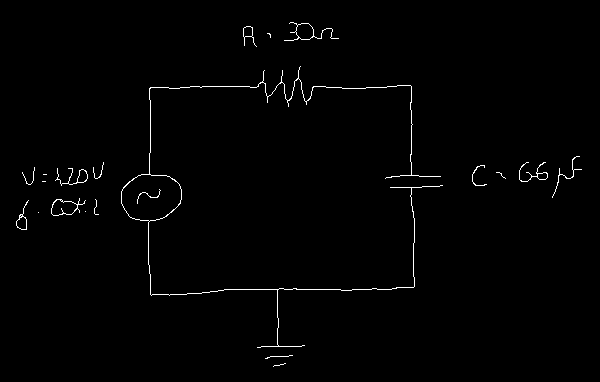 R = 30Ω
V = 120V
f = 60Hz
C = 66μF